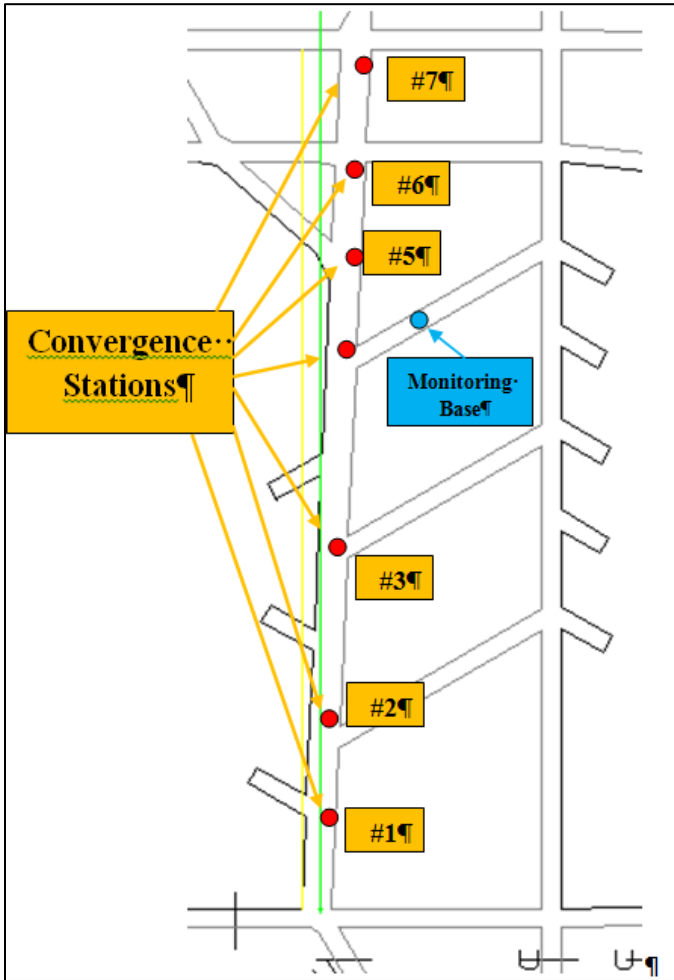 #7¶
#6¶
#5¶
Convergence··
Stations¶
Monitoring·
Base¶
#3¶
#2¶
#1¶
¶